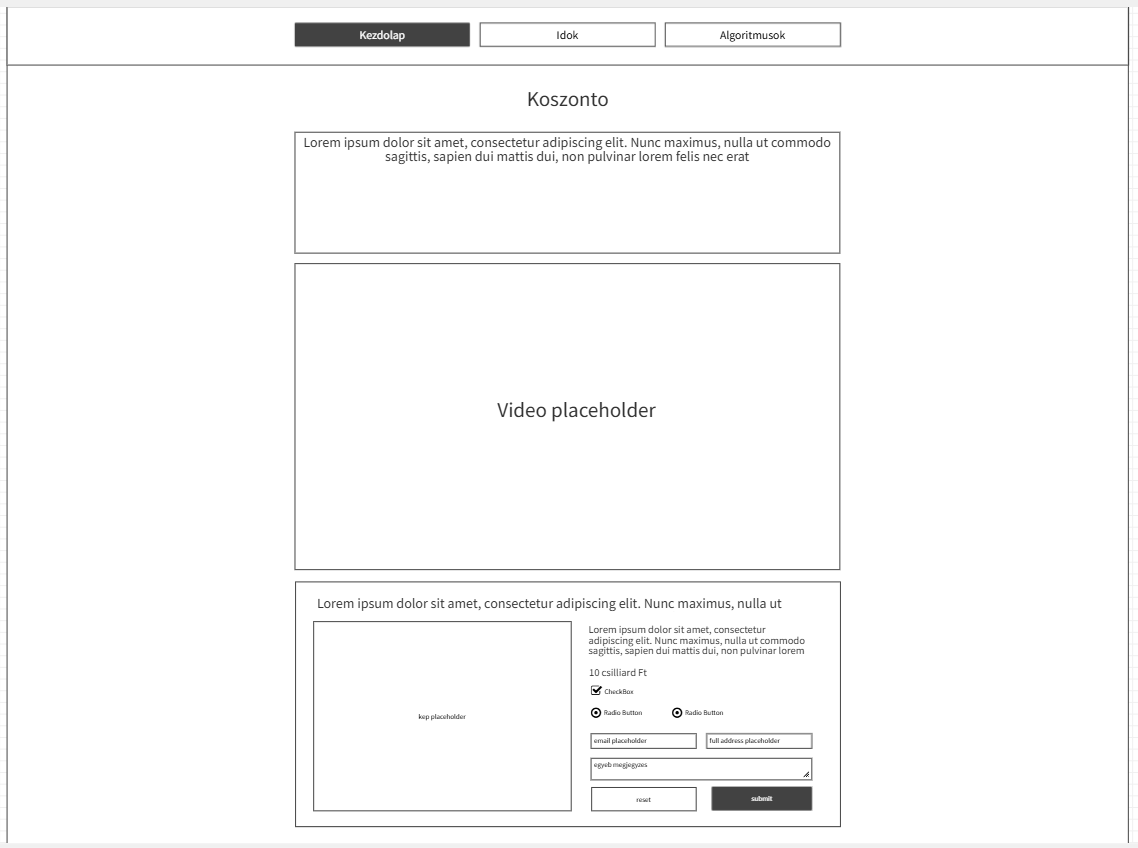 Kezdolap
Idok
Algoritmusok
Koszonto
Lorem ipsum dolor sit amet, consectetur adipiscing elit. Nunc maximus, nulla ut commodo
sagittis, sapien dui mattis dui, non pulvinar lorem felis nec erat
Video placeholder
Lorem ipsum dolor sit amet, consectetur adipiscing elit. Nunc maximus, nulla ut
kep placeholder
Lorem ipsum dolor sit amet, consectetur
adipiscing elit. Nunc maximus, nulla ut commodo
sagittis, sapien dui mattis dui, non pulvinar lorem
10 csilliard Ft
CheckBox
Radio Button
Radio Button
email placeholder
full address placeholder
egyeb megjegyzes
reset
submit